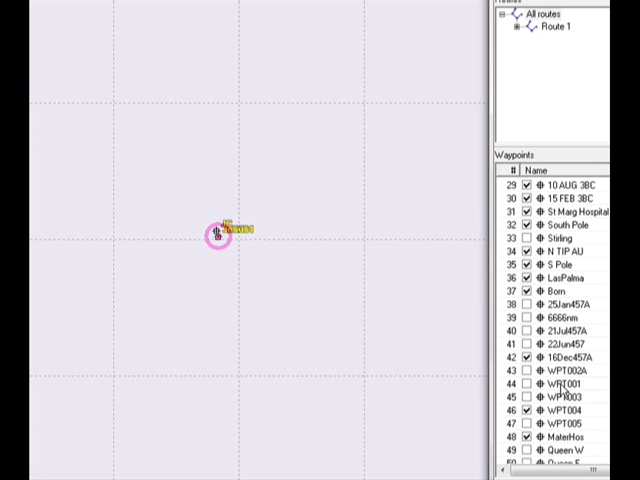 All routes
Route 1
Waypoints
# Name
29 10 AUG 3BC
30 15 FEB 3BC
31 St Marg Hospital
32 South Pole
33 Stirling
34 N TIP AU
35 S Pole
36 LasPalma
37 Born
38 25Jan457A
39 6666nm
40 21Jul457A
41 22Jun457
42 16Dec457A
43 WPT002A
44 WPT001
45 WPT003
46 WPT004
47 WPT005
48 MaterHos
49 Queen W